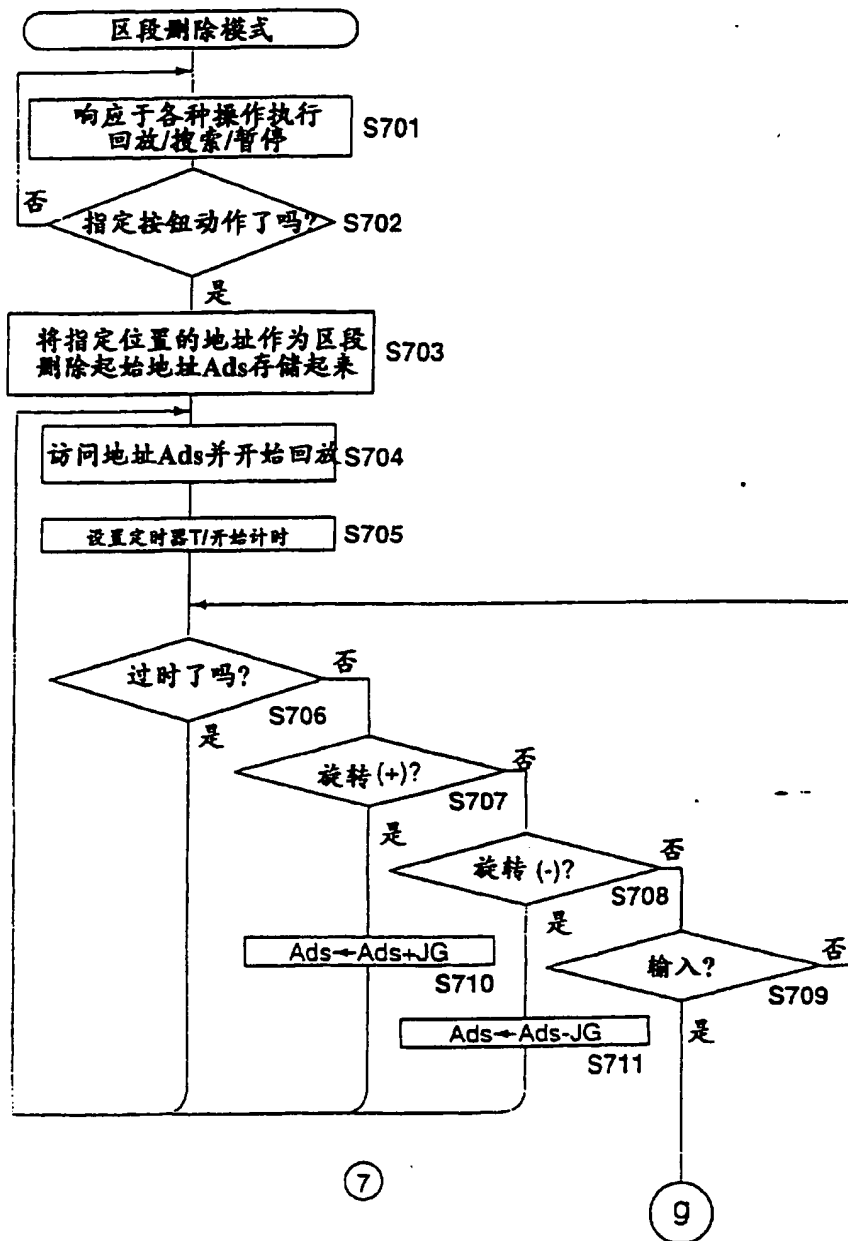 区段删除模式
响应于各种操作执行
回放/搜索/暂停
S701
否
指定按钮动作了吗?
S702
是
将指定位置的地址作为区段
删除起始地址Ads存储起来
S703
访问地址Ads并开始回放
S704
设置定时器T/开始计时
S705
过时了吗?
否
S706
是
旋转(+)?
否
S707
是
旋转(-)?
否
S708
是
Ads←Ads+JG
S710
输入?
否
S709
是
Ads←Ads-JG
S711
7
g